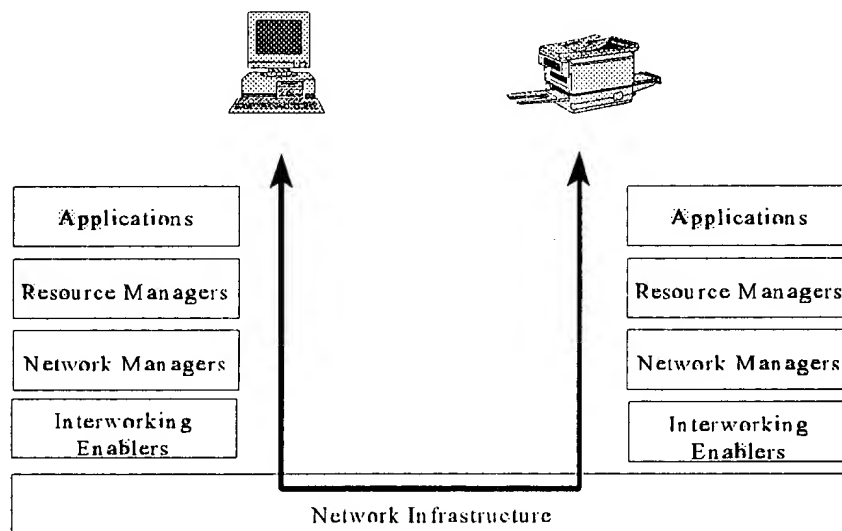 Applications
Resource Managers
Network Managers
Interworking
Enablers
Applications
Resource Managers
Network Managers
Interworking
Enablers
Network Infrastructure